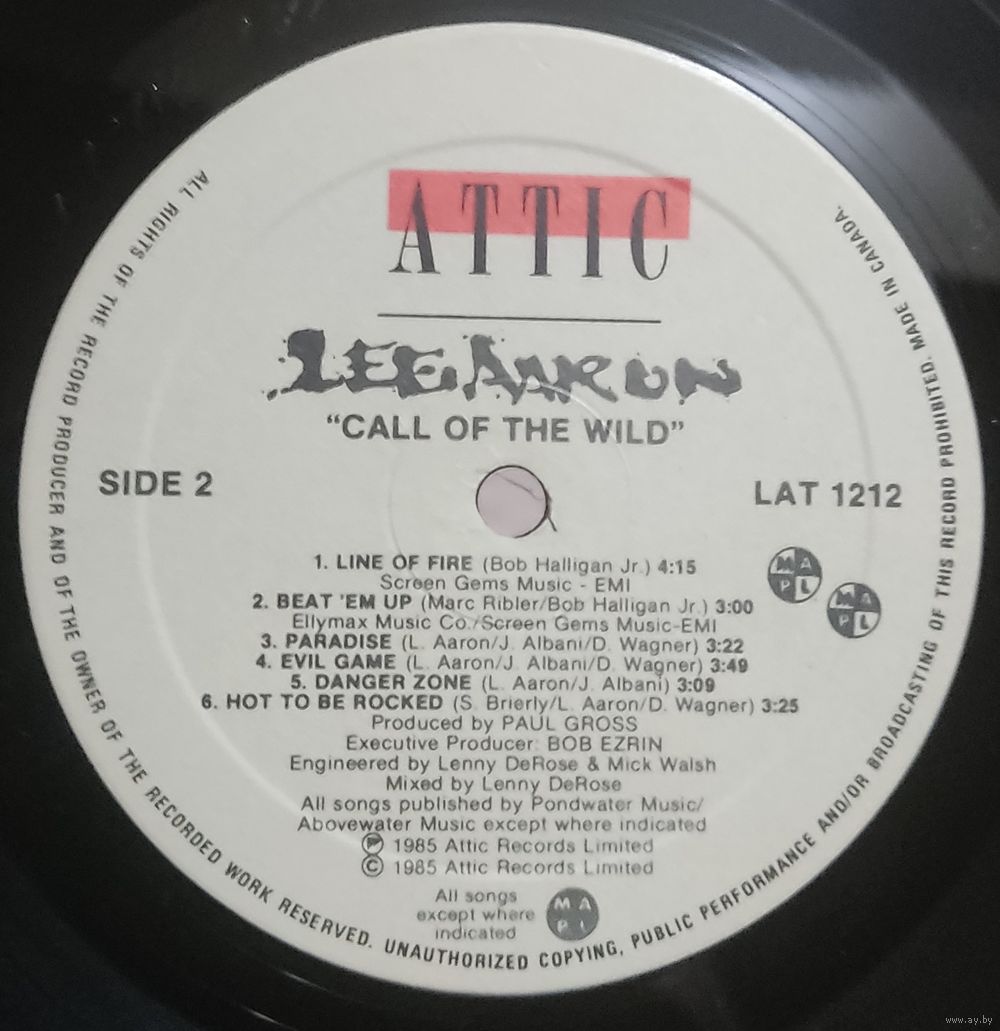 ATTIC
LEE AARON
"CALL OF THE WILD"
SIDE 2
LAT 1212
1. LINE OF FIRE (Bob Halligan Jr.) 4:15
Screen Gems Music - EMI
2. BEAT 'EM UP (Marc Ribler/Bob Halligan Jr.) 3:00
Ellymax Music Co./Screen Gems Music-EMI
3. PARADISE (L. Aaron/J. Albani/D. Wagner) 3:22
4. EVIL GAME (L. Aaron/J. Albani/D. Wagner) 3:49
5. DANGER ZONE (L. Aaron/J. Albani) 3:09
6. HOT TO BE ROCKED (S. Brierly/L. Aaron/D. Wagner) 3:25
Produced by PAUL GROSS
Executive Producer: BOB EZRIN
Engineered by Lenny DeRose & Mick Walsh
Mixed by Lenny DeRose
All songs published by Pondwater Music/
Abovewater Music except where indicated
℗ 1985 Attic Records Limited
© 1985 Attic Records Limited
All songs
except where
indicated
M A
P L
M A
P L
M A
P L
ALL RIGHTS OF THE RECORD PRODUCER AND OF THE OWNER OF THE RECORDED WORK RESERVED. UNAUTHORIZED COPYING, PUBLIC PERFORMANCE AND/OR BROADCASTING OF THIS RECORD PROHIBITED. MADE IN CANADA.
www.ay.by